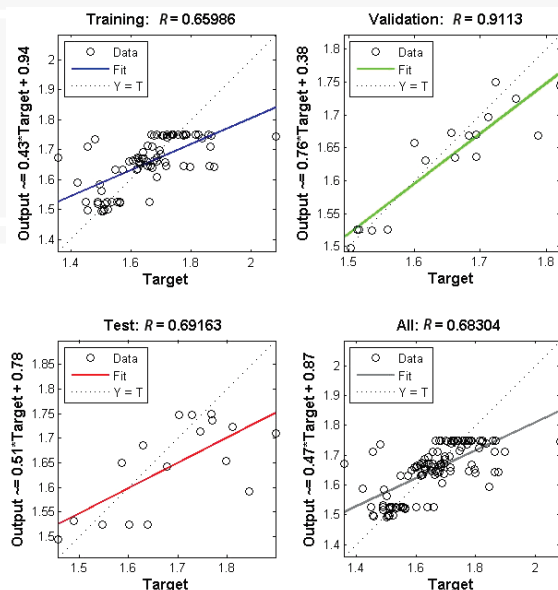 Training: R = 0.65986
Output ~= 0.43*Target + 0.94
2
1.9
1.8
1.7
1.6
1.5
1.4
Data
Fit
Y = T
1.4
1.6
1.8
2
Target
Validation: R = 0.9113
Output ~= 0.76*Target + 0.38
1.8
1.75
1.7
1.65
1.6
1.55
1.5
Data
Fit
Y = T
1.5
1.6
1.7
1.8
Target
Test: R = 0.69163
Output ~= 0.51*Target + 0.78
1.85
1.8
1.75
1.7
1.65
1.6
1.55
1.5
Data
Fit
Y = T
1.5
1.6
1.7
1.8
Target
All: R = 0.68304
Output ~= 0.47*Target + 0.87
2
1.9
1.8
1.7
1.6
1.5
1.4
Data
Fit
Y = T
1.4
1.6
1.8
2
Target